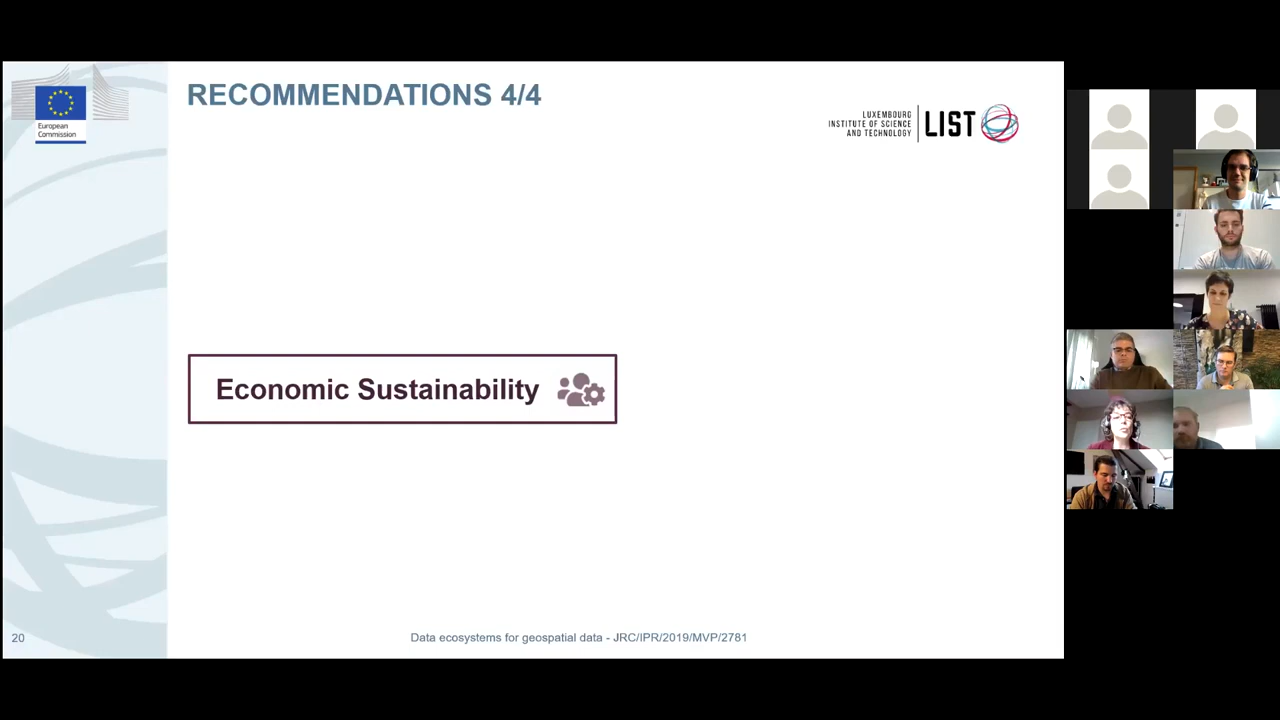 RECOMMENDATIONS 4/4
European
Commission
LUXEMBOURG
INSTITUTE OF SCIENCE
AND TECHNOLOGY
LIST
Economic Sustainability
20
Data ecosystems for geospatial data - JRC/IPR/2019/MVP/2781